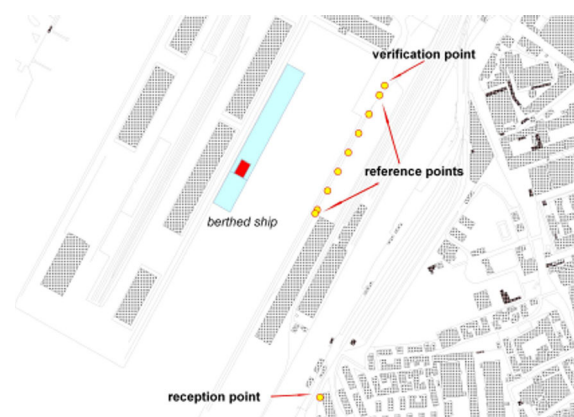 verification point
reference points
berthed ship
reception point